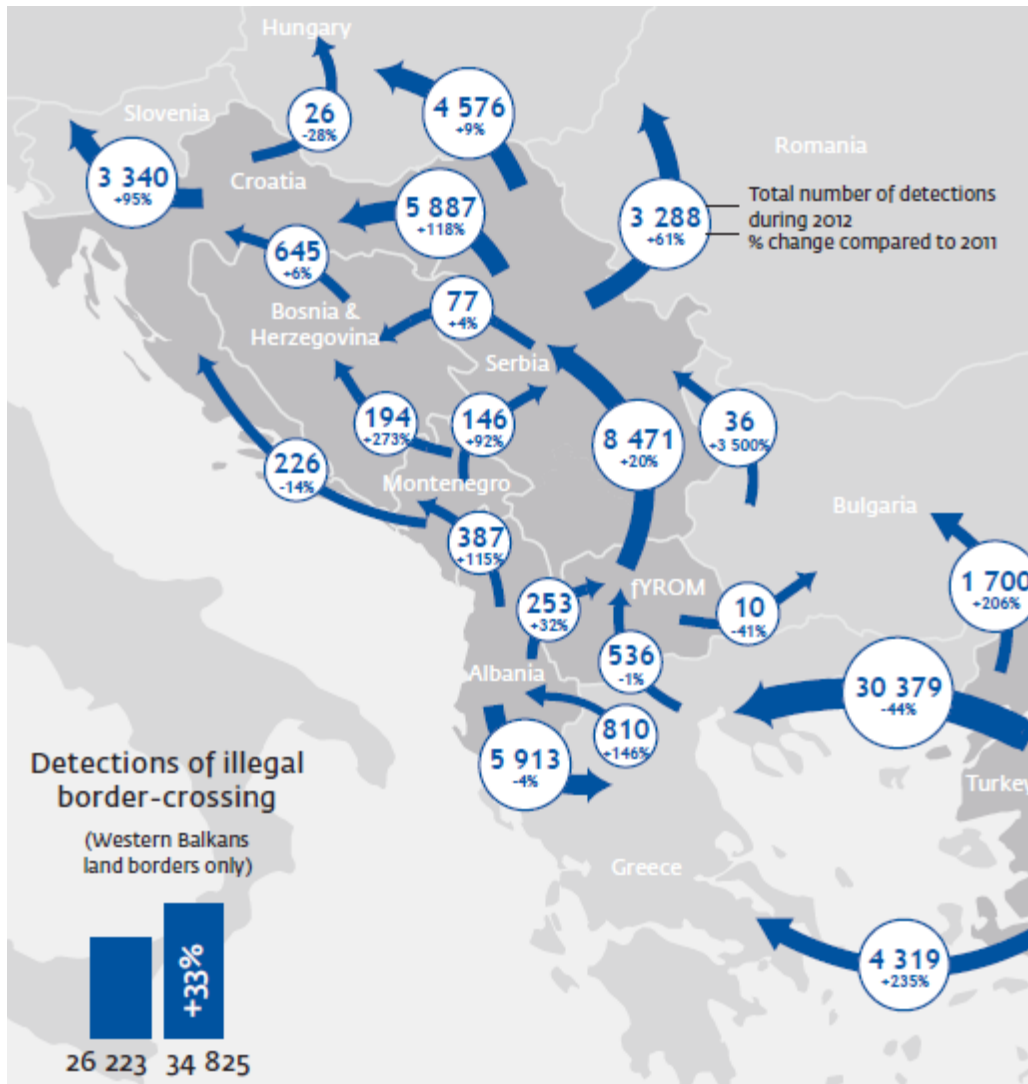 Hungary
4 576
+9%
26
-28%
Slovenia
Romania
3 340
+95%
Croatia
5 887
+118%
3 288
+61%
Total number of detections
during 2012
% change compared to 2011
645
+6%
77
+4%
Bosnia &
Herzegovina
Serbia
194
+273%
146
+92%
8 471
+20%
36
+3 500%
226
-14%
Montenegro
Bulgaria
387
+115%
1 700
+206%
253
+32%
fYROM
10
-41%
536
-1%
Albania
30 379
-44%
810
+146%
5 913
-4%
Turkey
Detections of illegal
border-crossing
(Western Balkans
land borders only)
Greece
+33%
4 319
+235%
26 223
34 825